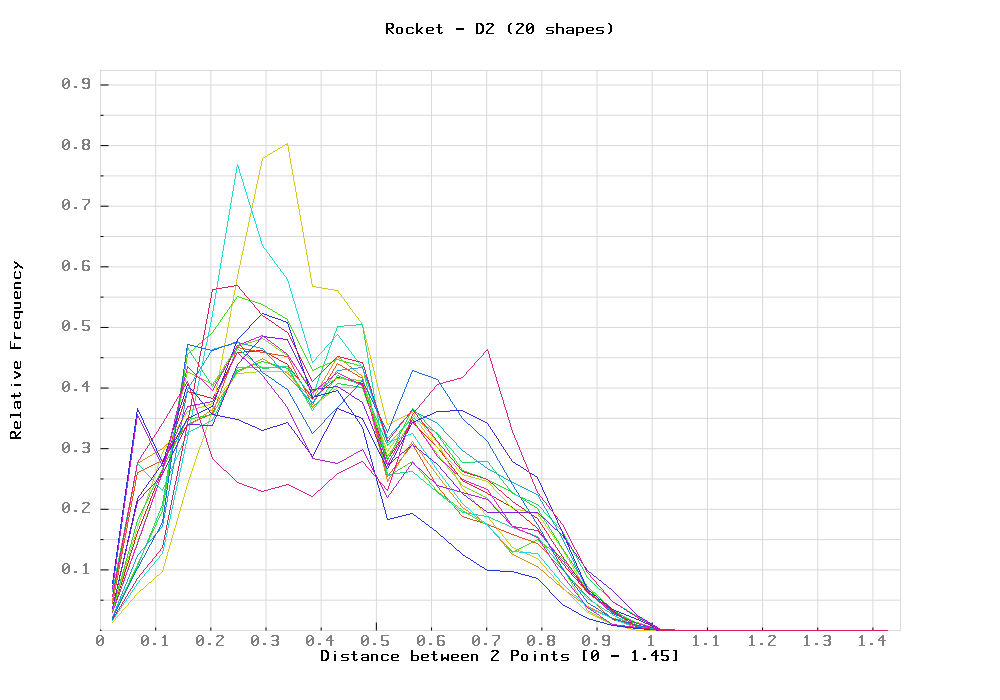 Rocket - D2 (20 shapes)
0.9
0.8
0.7
0.6
0.5
0.4
0.3
0.2
0.1
Relative Frequency
0 0.1 0.2 0.3 0.4 0.5 0.6 0.7 0.8 0.9 1 1.1 1.2 1.3 1.4
Distance between 2 Points [0 - 1.45]